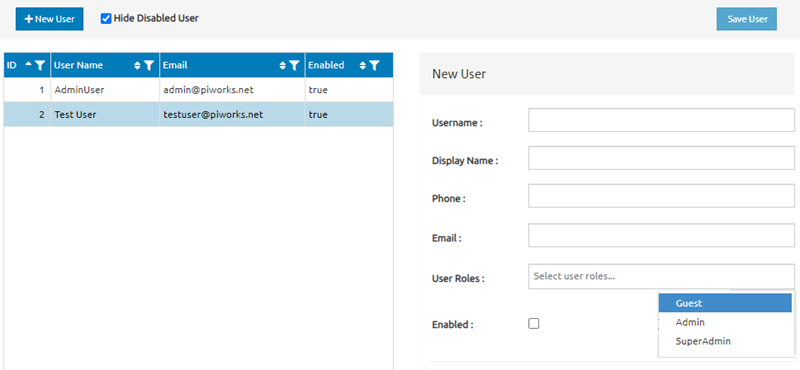 + New User
Hide Disabled User
Save User
ID User Name Email Enabled
1 AdminUser admin@piworks.net true
2 Test User testuser@piworks.net true
New User
Username :
Display Name :
Phone :
Email :
User Roles : Select user roles...
Guest
Admin
SuperAdmin
Enabled :